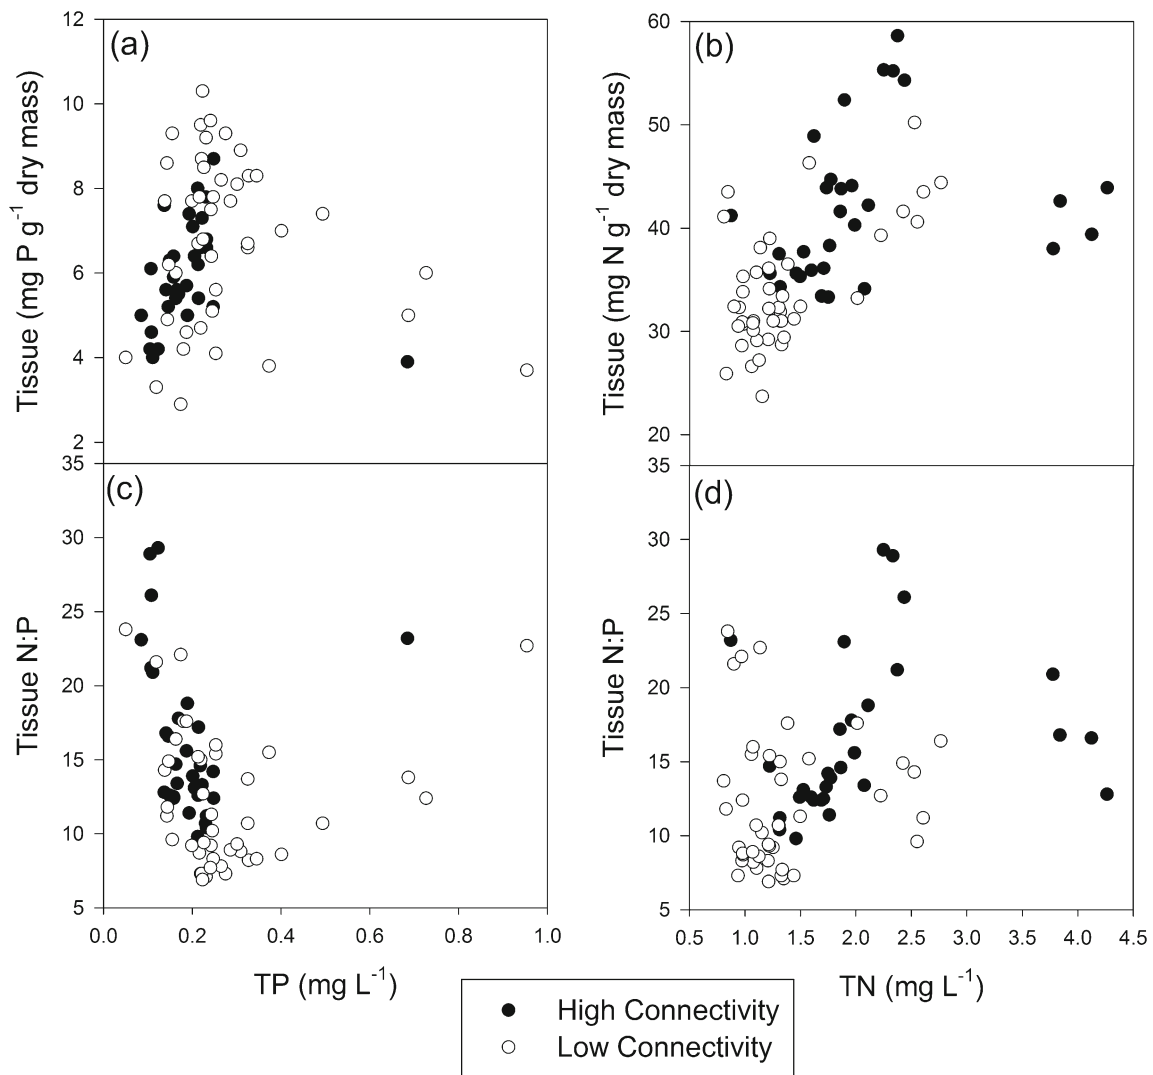 (a)
Tissue (mg P g⁻¹ dry mass)
12
10
8
6
4
2
(b)
Tissue (mg N g⁻¹ dry mass)
60
50
40
30
20
(c)
Tissue N:P
35
30
25
20
15
10
5
0.0 0.2 0.4 0.6 0.8 1.0
TP (mg L⁻¹)
(d)
Tissue N:P
35
30
25
20
15
10
5
0.5 1.0 1.5 2.0 2.5 3.0 3.5 4.0 4.5
TN (mg L⁻¹)
High Connectivity
Low Connectivity